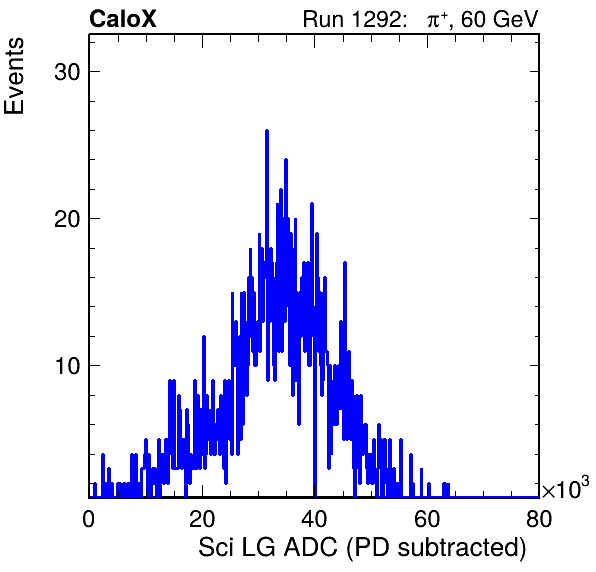 CaloX Run 1292: π⁺, 60 GeV
Events
30
20
10
0 20 40 60 80
×10³
Sci LG ADC (PD subtracted)